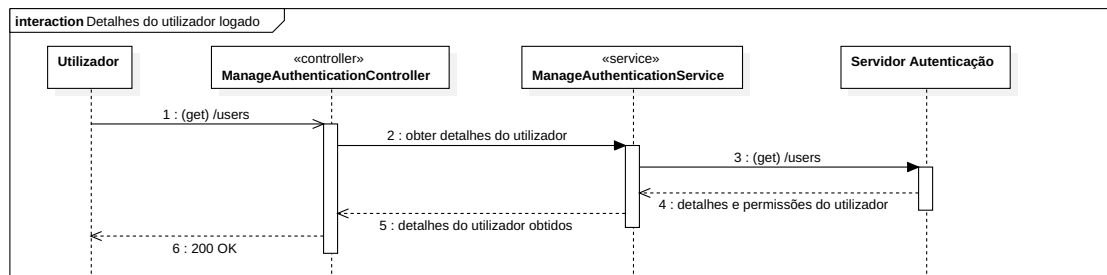 interaction Detalhes do utilizador logado
Utilizador
«controller»
ManageAuthenticationController
«service»
ManageAuthenticationService
Servidor Autenticação
1 : (get) /users
2 : obter detalhes do utilizador
3 : (get) /users
4 : detalhes e permissões do utilizador
5 : detalhes do utilizador obtidos
6 : 200 OK